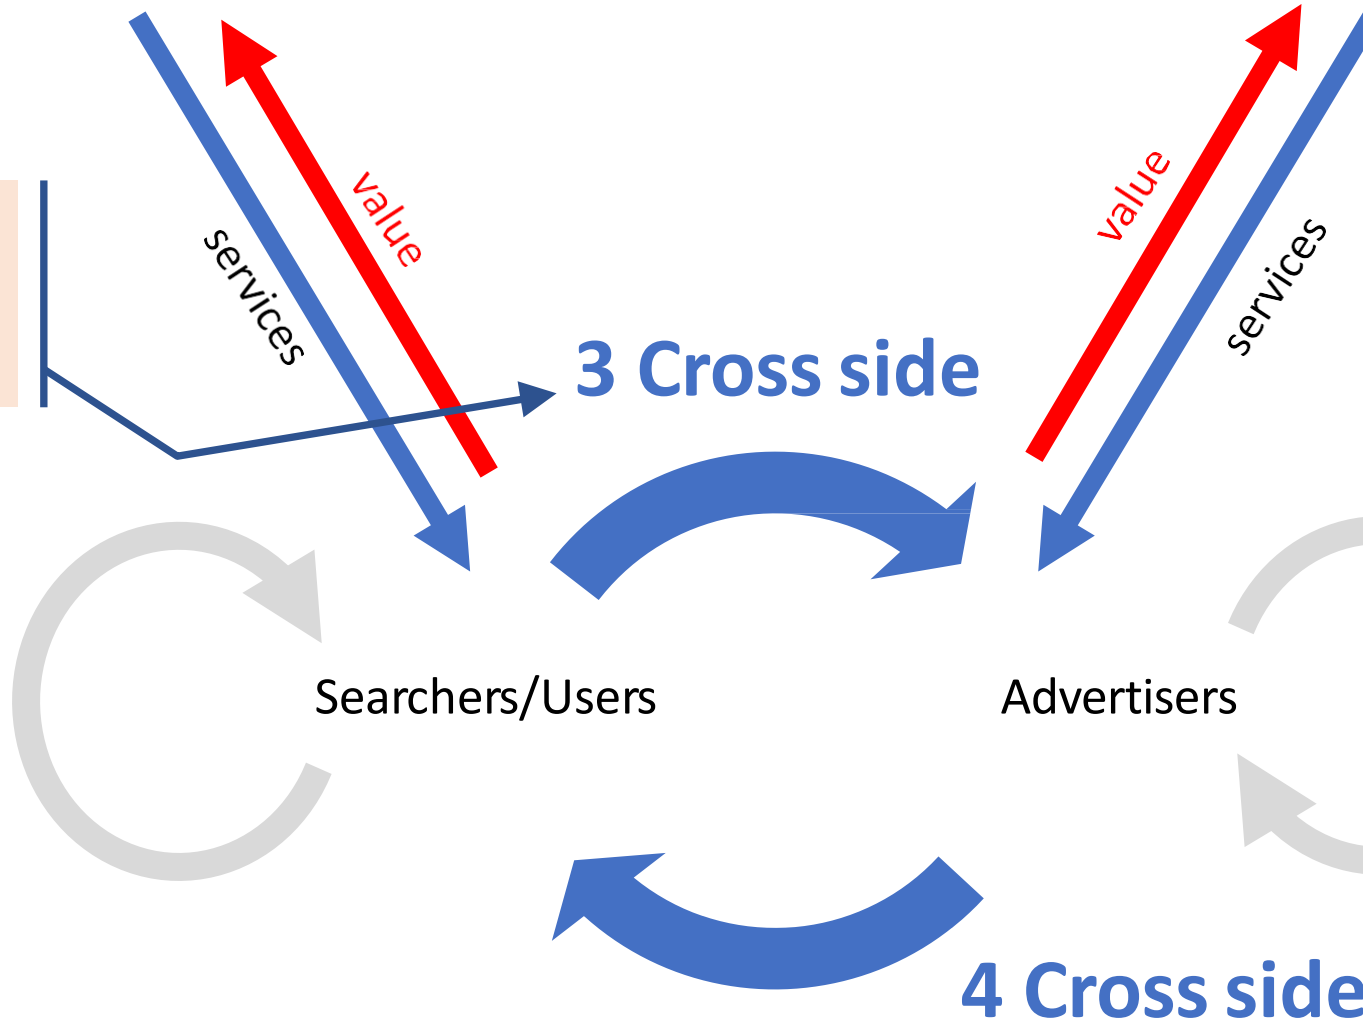 value
value
services
services
3 Cross side
Searchers/Users
Advertisers
4 Cross side